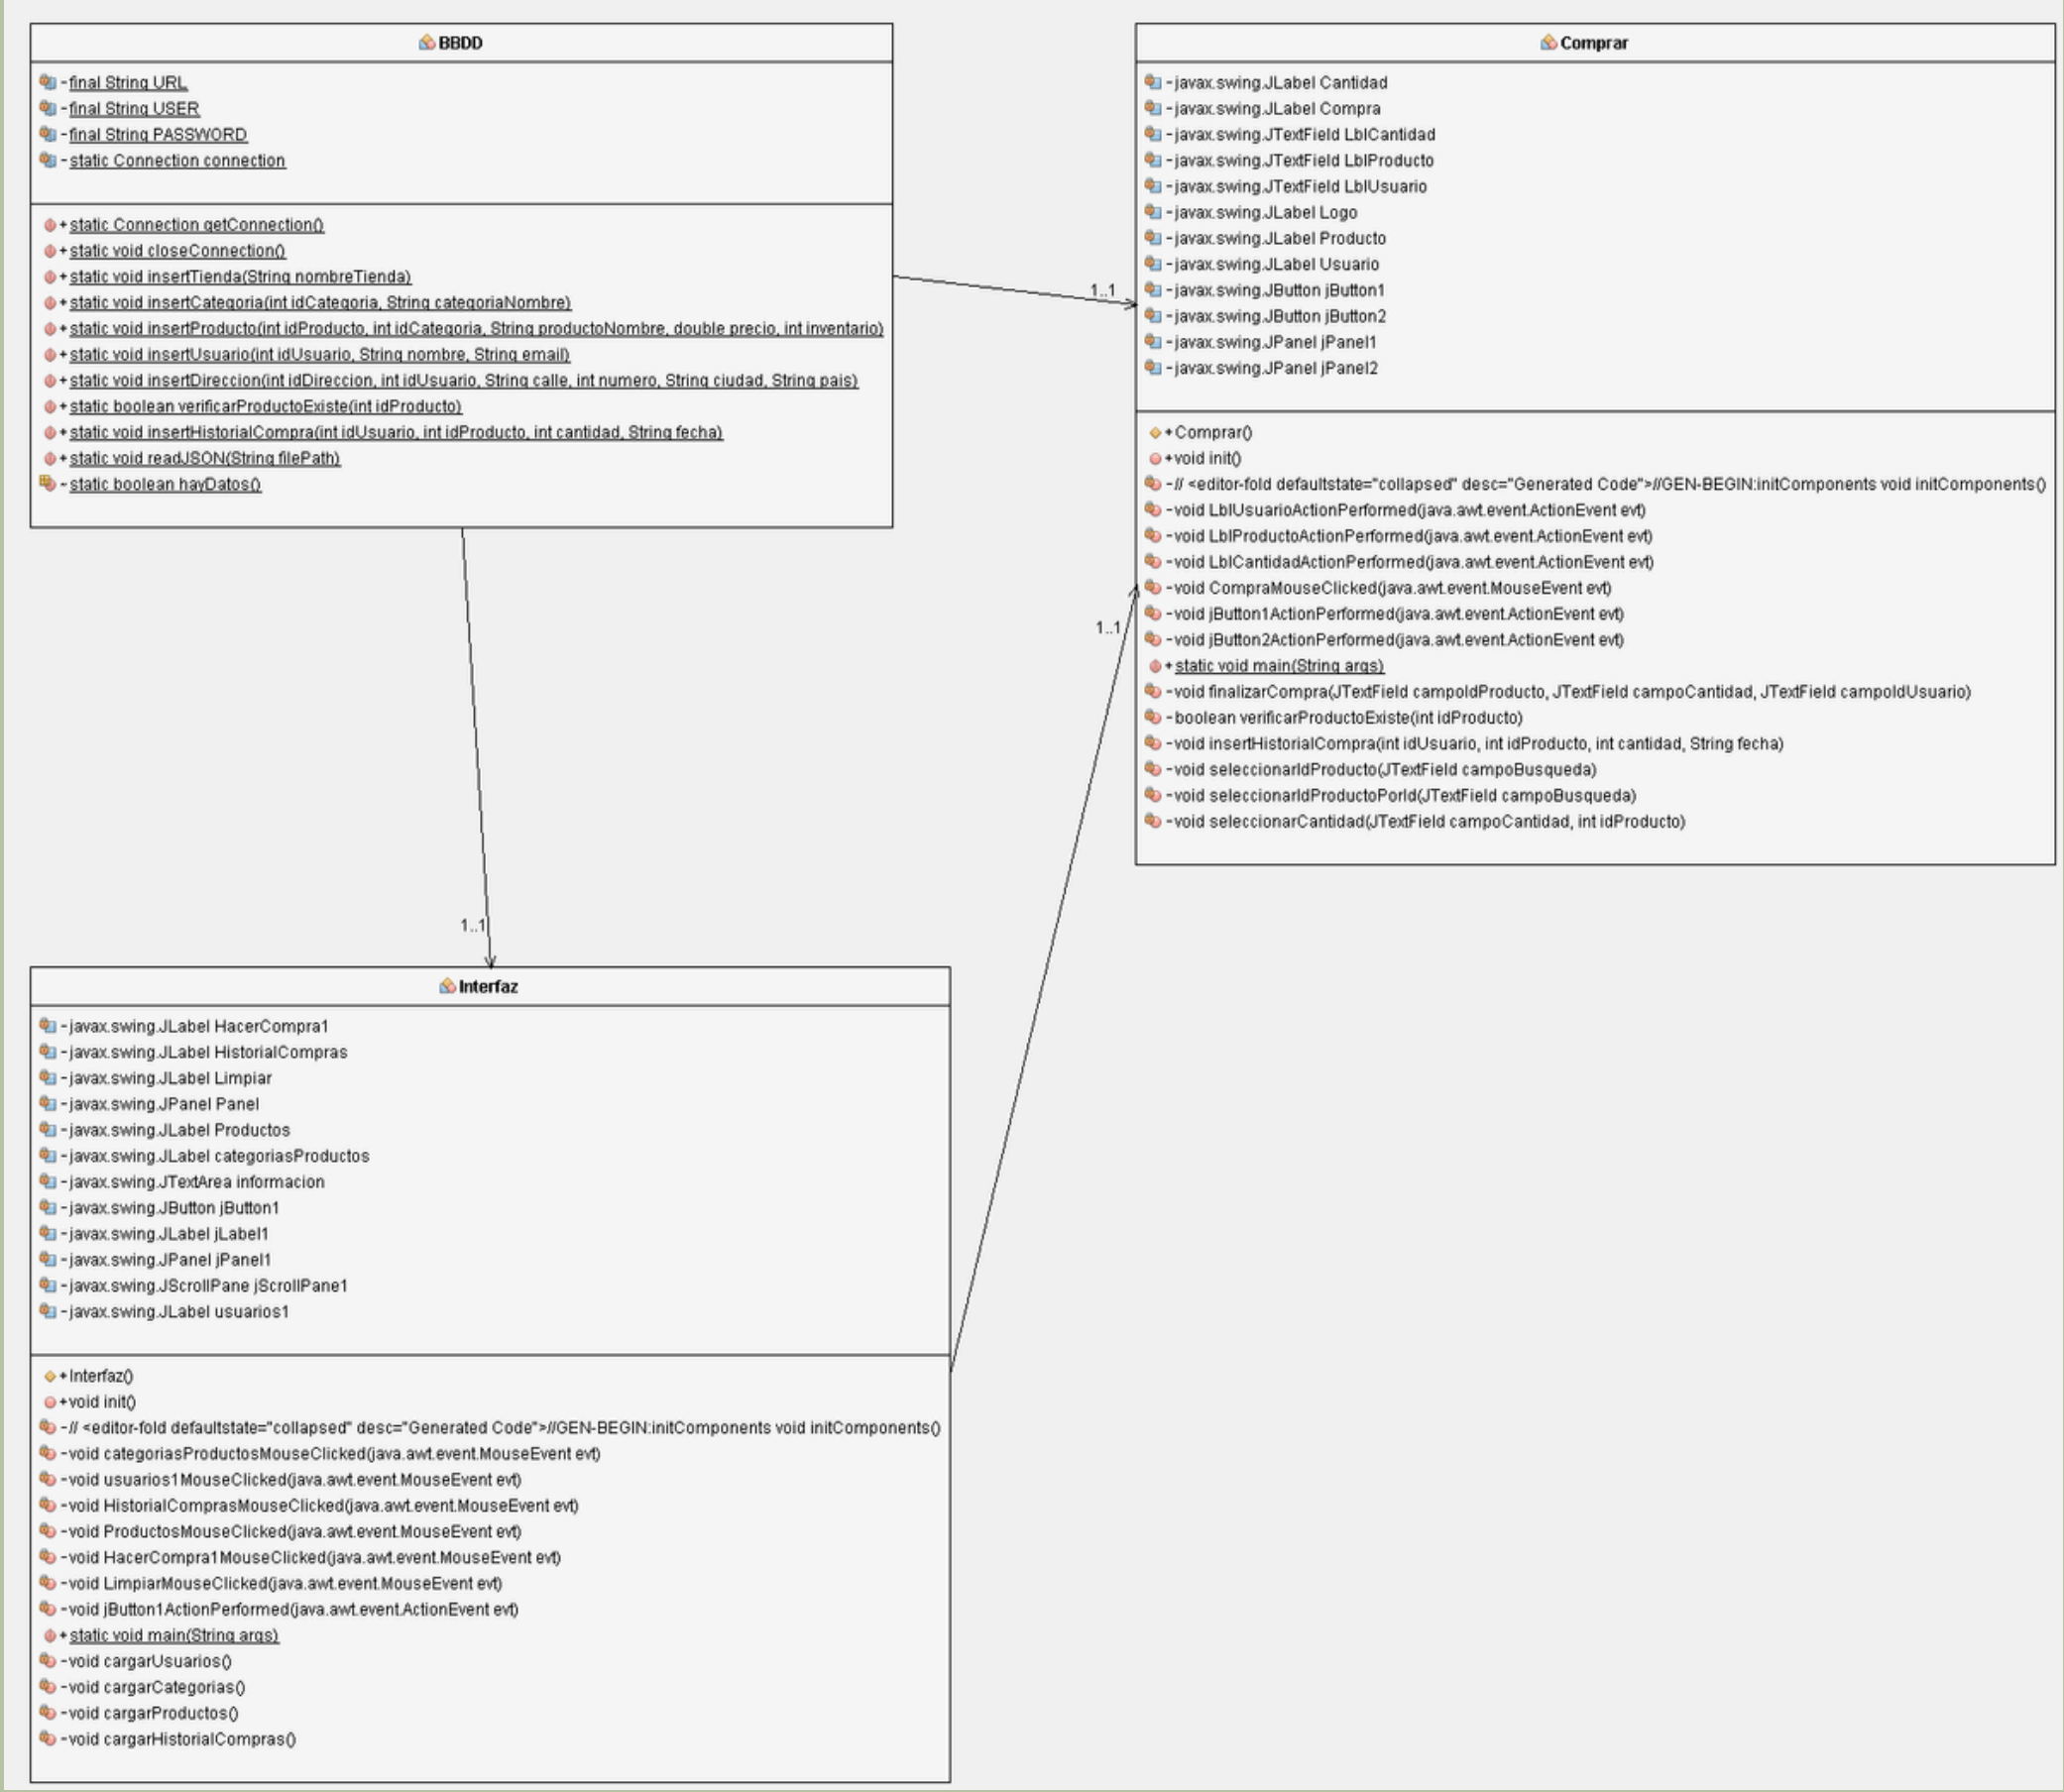 BBDD
-final String URL
-final String USER
-final String PASSWORD
-static Connection connection
+static Connection getConnection()
+static void closeConnection()
+static void insertTienda(String nombreTienda)
+static void insertCategoria(int idCategoria, String categoriaNombre)
+static void insertProducto(int idProducto, int idCategoria, String productoNombre, double precio, int inventario)
+static void insertUsuario(int idUsuario, String nombre, String email)
+static void insertDireccion(int idDireccion, int idUsuario, String calle, int numero, String ciudad, String pais)
+static boolean verificarProductoExiste(int idProducto)
+static void insertHistorialCompra(int idUsuario, int idProducto, int cantidad, String fecha)
+static void readJSON(String filePath)
-static boolean hayDatos()
1..1
Comprar
-javax.swing.JLabel Cantidad
-javax.swing.JLabel Compra
-javax.swing.JTextField LblCantidad
-javax.swing.JTextField LblProducto
-javax.swing.JTextField LblUsuario
-javax.swing.JLabel Logo
-javax.swing.JLabel Producto
-javax.swing.JLabel Usuario
-javax.swing.JButton jButton1
-javax.swing.JButton jButton2
-javax.swing.JPanel jPanel1
-javax.swing.JPanel jPanel2
+Comprar()
+void init()
-// <editor-fold defaultstate="collapsed" desc="Generated Code">//GEN-BEGIN:initComponents void initComponents()
-void LblUsuarioActionPerformed(java.awt.event.ActionEvent evt)
-void LblProductoActionPerformed(java.awt.event.ActionEvent evt)
-void LblCantidadActionPerformed(java.awt.event.ActionEvent evt)
-void CompraMouseClicked(java.awt.event.MouseEvent evt)
-void jButton1ActionPerformed(java.awt.event.ActionEvent evt)
-void jButton2ActionPerformed(java.awt.event.ActionEvent evt)
+static void main(String args)
-void finalizarCompra(JTextField campoIdProducto, JTextField campoCantidad, JTextField campoIdUsuario)
-boolean verificarProductoExiste(int idProducto)
-void insertHistorialCompra(int idUsuario, int idProducto, int cantidad, String fecha)
-void seleccionarIdProducto(JTextField campoBusqueda)
-void seleccionarIdProductoPorId(JTextField campoBusqueda)
-void seleccionarCantidad(JTextField campoCantidad, int idProducto)
1..1
1..1
Interfaz
-javax.swing.JLabel HacerCompra1
-javax.swing.JLabel HistorialCompras
-javax.swing.JLabel Limpiar
-javax.swing.JPanel Panel
-javax.swing.JLabel Productos
-javax.swing.JLabel categoriasProductos
-javax.swing.JTextArea informacion
-javax.swing.JButton jButton1
-javax.swing.JLabel jLabel1
-javax.swing.JPanel jPanel1
-javax.swing.JScrollPane jScrollPane1
-javax.swing.JLabel usuarios1
+Interfaz()
+void init()
-// <editor-fold defaultstate="collapsed" desc="Generated Code">//GEN-BEGIN:initComponents void initComponents()
-void categoriasProductosMouseClicked(java.awt.event.MouseEvent evt)
-void usuarios1MouseClicked(java.awt.event.MouseEvent evt)
-void HistorialComprasMouseClicked(java.awt.event.MouseEvent evt)
-void ProductosMouseClicked(java.awt.event.MouseEvent evt)
-void HacerCompra1MouseClicked(java.awt.event.MouseEvent evt)
-void LimpiarMouseClicked(java.awt.event.MouseEvent evt)
-void jButton1ActionPerformed(java.awt.event.ActionEvent evt)
+static void main(String args)
-void cargarUsuarios()
-void cargarCategorias()
-void cargarProductos()
-void cargarHistorialCompras()